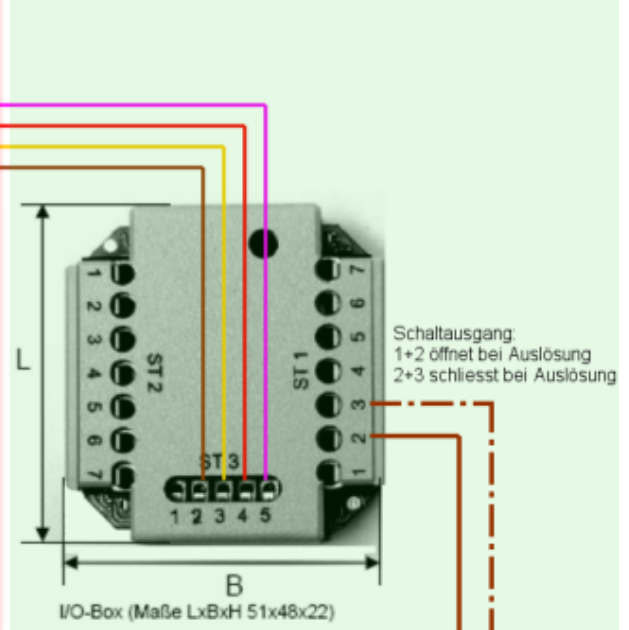 1
2
3
4
5
6
7
ST 2
7
6
5
4
3
2
1
ST 1
Schaltausgang:
1+2 öffnet bei Auslösung
2+3 schliesst bei Auslösung
L
ST 3
1 2 3 4 5
B
I/O-Box (Maße LxBxH 51x48x22)